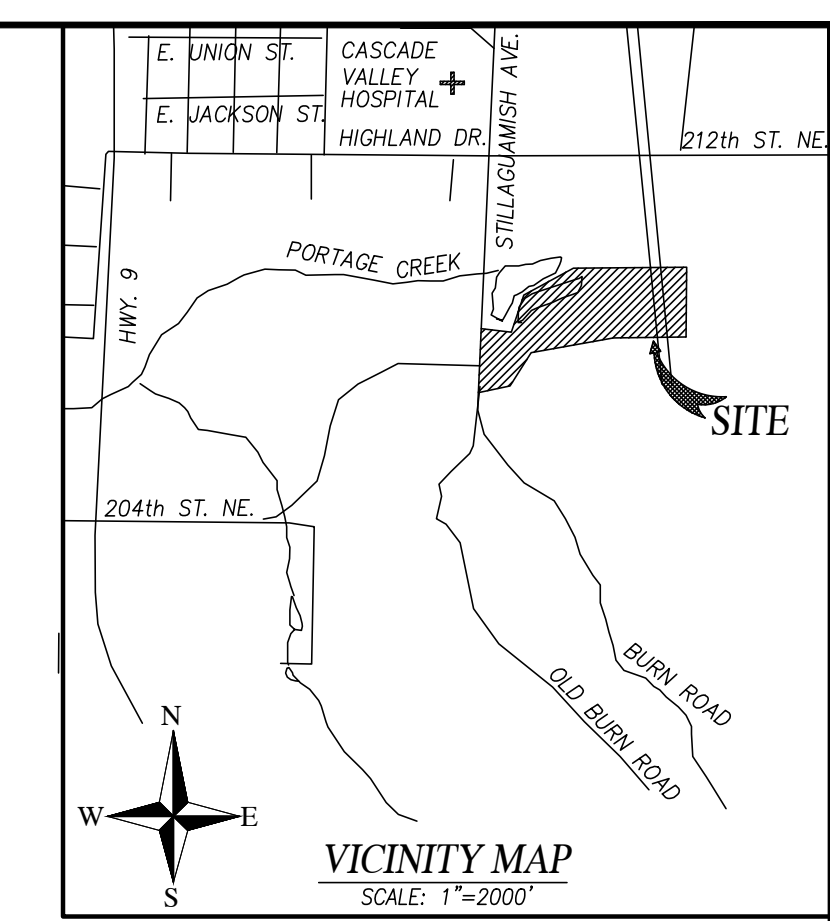 E. UNION ST.
CASCADE
VALLEY
HOSPITAL
E. JACKSON ST.
HIGHLAND DR.
STILLAGUAMISH AVE.
212th ST. NE.
PORTAGE CREEK
HWY. 9
SITE
204th ST. NE.
BURN ROAD
OLD BURN ROAD
N
W
E
S
VICINITY MAP
SCALE: 1"=2000'